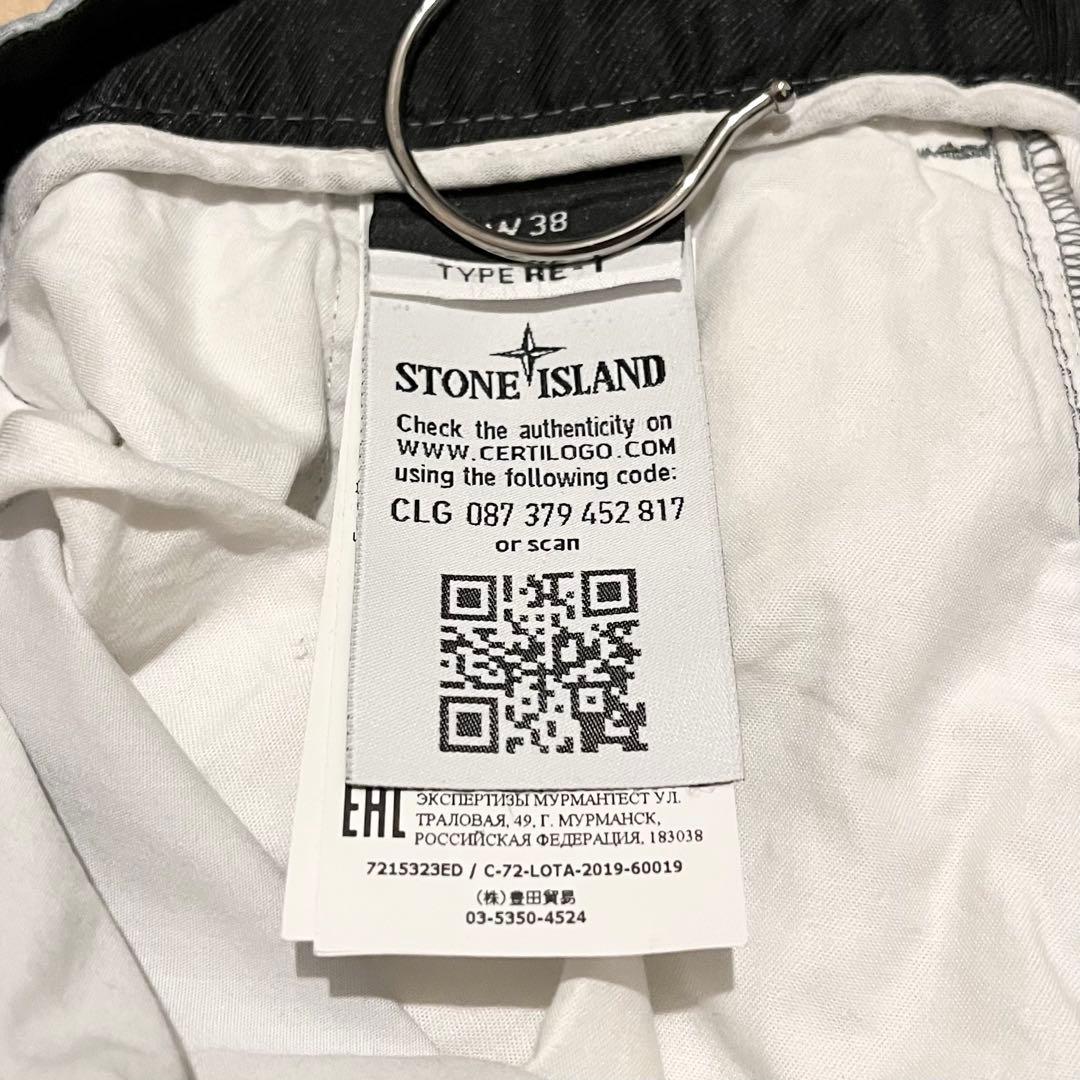 W 38
TYPE RE-T
STONE ISLAND
Check the authenticity on
WWW.CERTILOGO.COM
using the following code:
CLG 087 379 452 817
or scan
EAC
ЭКСПЕРТИЗЫ МУРМАНТЕСТ УЛ.
ТРАЛОВАЯ, 49, Г. МУРМАНСК,
РОССИЙСКАЯ ФЕДЕРАЦИЯ, 183038
7215323ED / C-72-LOTA-2019-60019
(株)豊田貿易
03-5350-4524